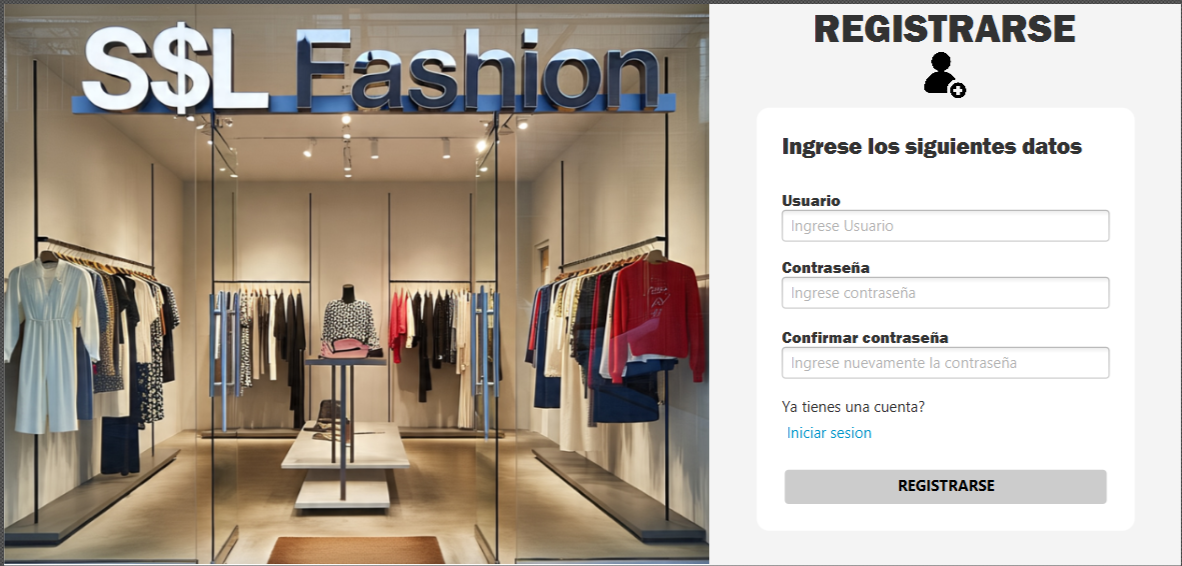 S$L Fashion
REGISTRARSE
Ingrese los siguientes datos
Usuario
Ingrese Usuario
Contraseña
Ingrese contraseña
Confirmar contraseña
Ingrese nuevamente la contraseña
Ya tienes una cuenta?
Iniciar sesion
REGISTRARSE